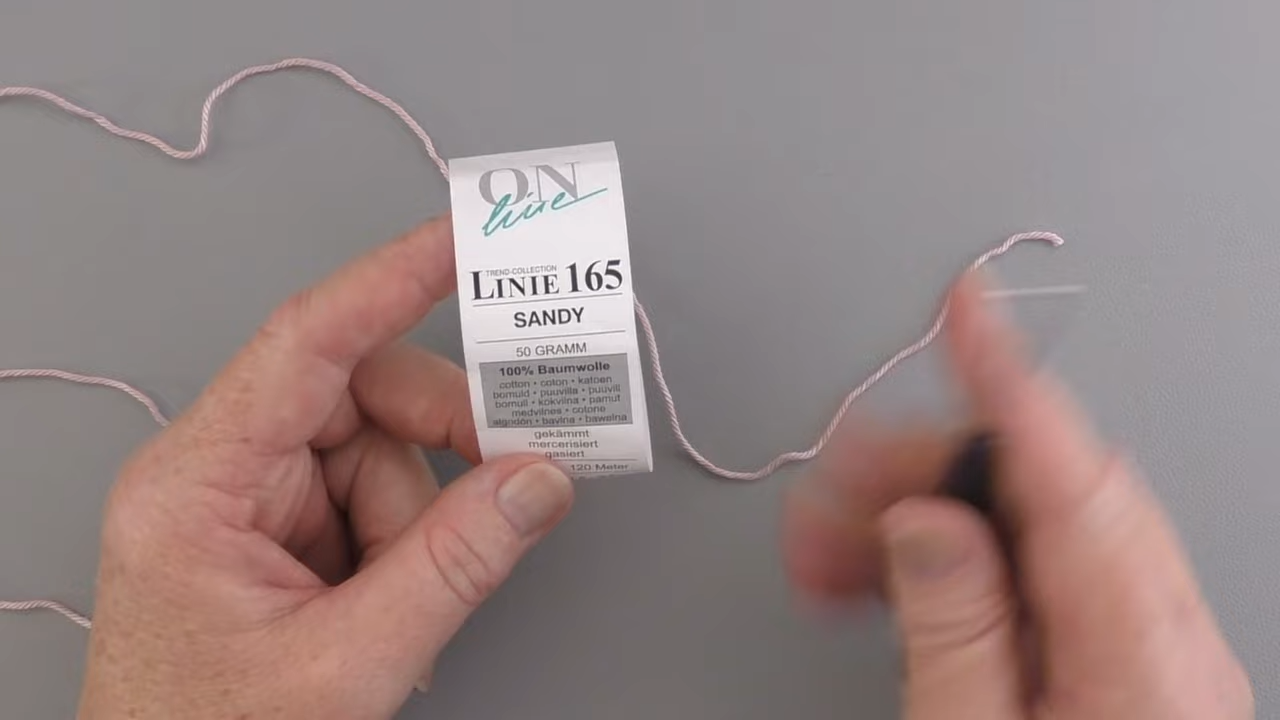 ON
line
TREND-COLLECTION
LINIE 165
SANDY
50 GRAMM
100% Baumwolle
cotton • coton • katoen
bomuld • puuvilla • puuvill
bomull • kokvilna • pamut
medvilnes • cotone
algodón • bavlna • bawełna
gekämmt
mercerisiert
gasiert
120 Meter